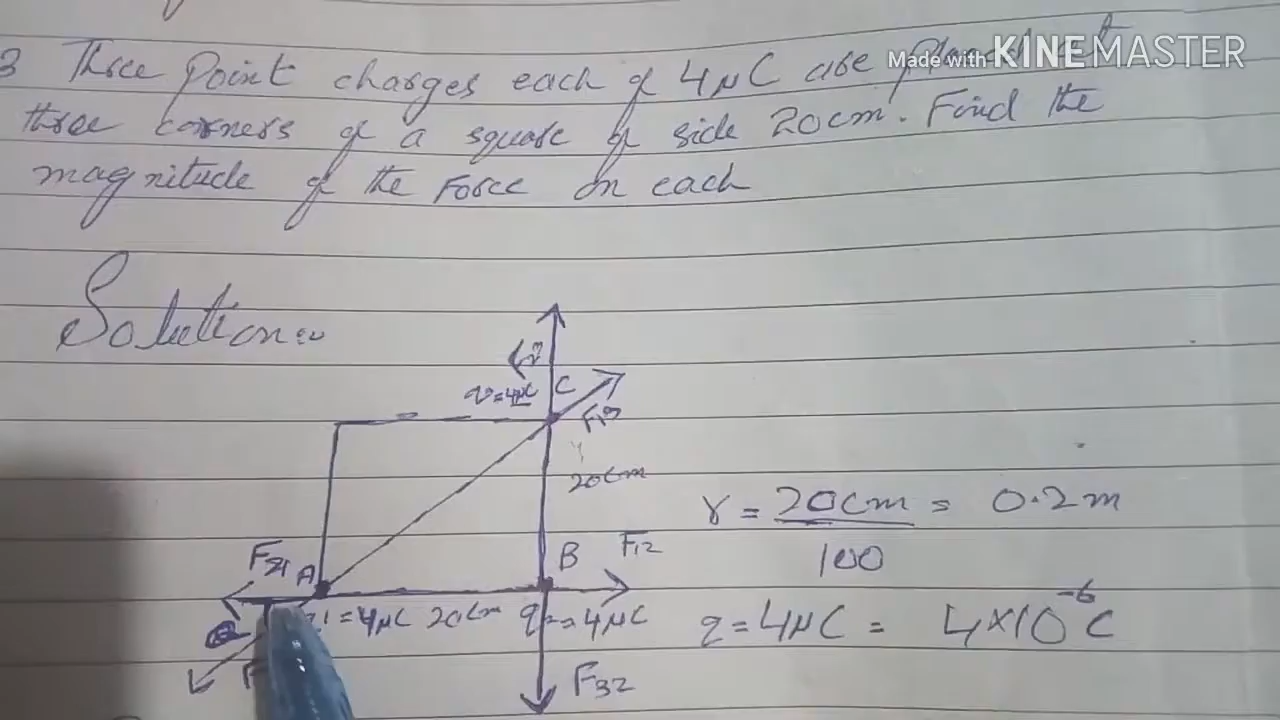 Made with KINEMASTER
3 Three Point charges each of 4μC are placed at
three corners of a square of side 20cm. Find the
magnitude of the Force on each
Solution:
q=4μC C
F13
20cm
r = 20cm = 0.2m
100
F21 A
B F12
q1=4μC 20cm q2=4μC
q=4μC = 4×10^-6 C
F32